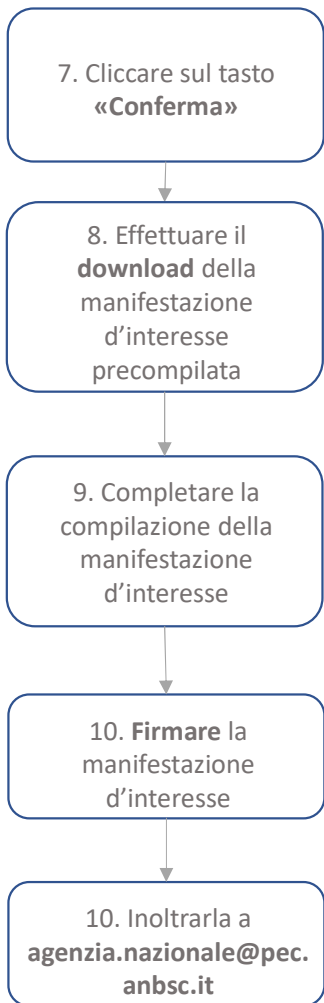 7. Cliccare sul tasto
«Conferma»
8. Effettuare il
download della
manifestazione
d’interesse
precompilata
9. Completare la
compilazione della
manifestazione
d’interesse
10. Firmare la
manifestazione
d’interesse
10. Inoltrarla a
agenzia.nazionale@pec.
anbsc.it